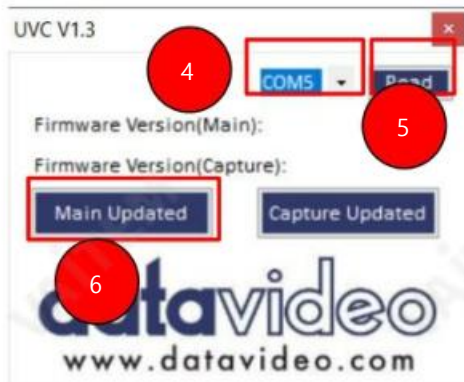 UVC V1.3
4
COM5
Read
5
Firmware Version(Main):
Firmware Version(Capture):
Main Updated
Capture Updated
6
datavideo
www.datavideo.com